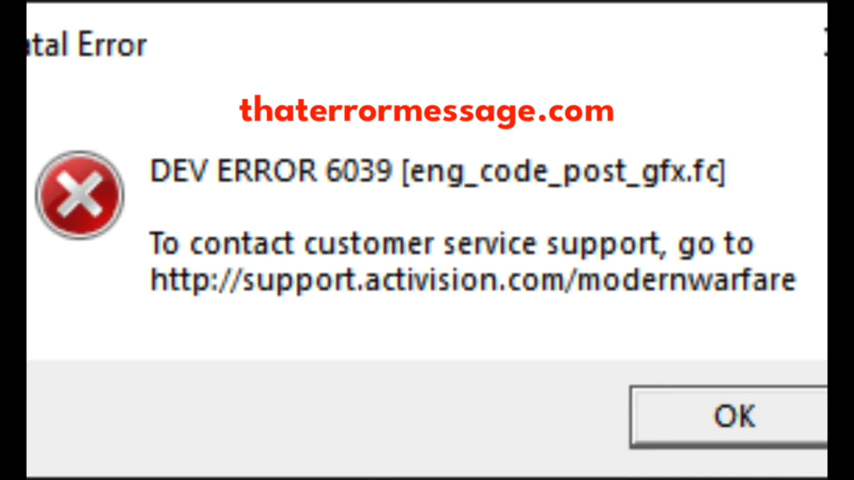 atal Error
thaterrormessage.com
DEV ERROR 6039 [eng_code_post_gfx.fc]
To contact customer service support, go to
http://support.activision.com/modernwarfare
OK